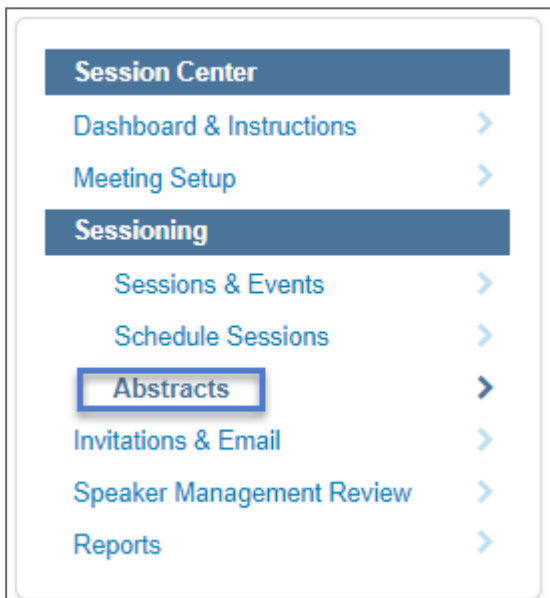 Session Center
Dashboard & Instructions
Meeting Setup
Sessioning
Sessions & Events
Schedule Sessions
Abstracts
Invitations & Email
Speaker Management Review
Reports